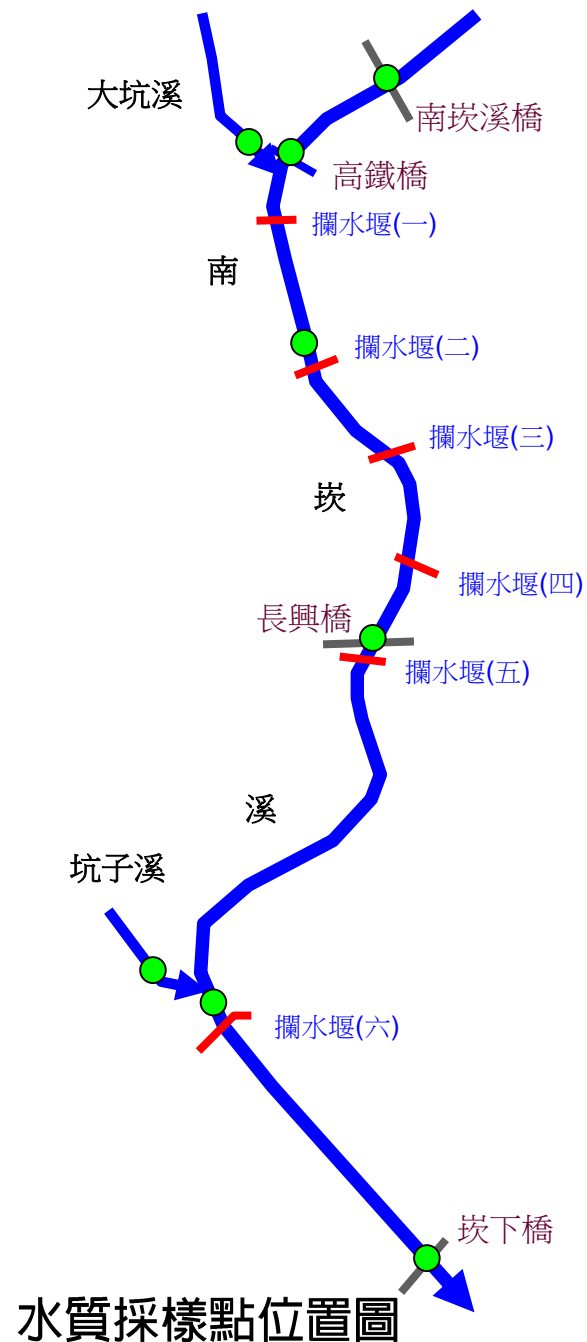 大坑溪
南崁溪橋
高鐵橋
攔水堰(一)
南
攔水堰(二)
攔水堰(三)
崁
攔水堰(四)
長興橋
攔水堰(五)
溪
坑子溪
攔水堰(六)
崁下橋
水質採樣點位置圖